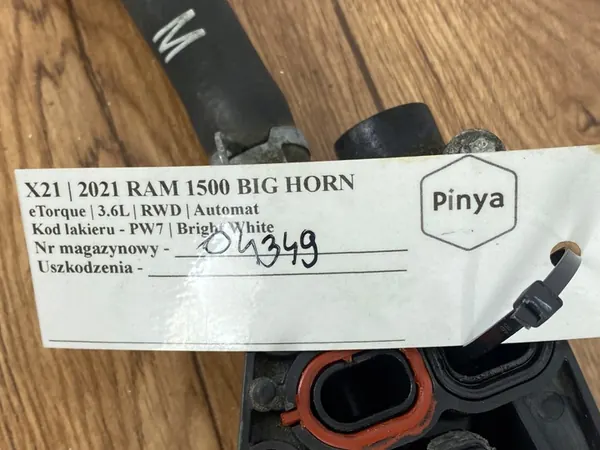 M
X21 | 2021 RAM 1500 BIG HORN
eTorque | 3.6L | RWD | Automat
Kod lakieru - PW7 | Bright White
Nr magazynowy - 04349
Uszkodzenia -
Pinya